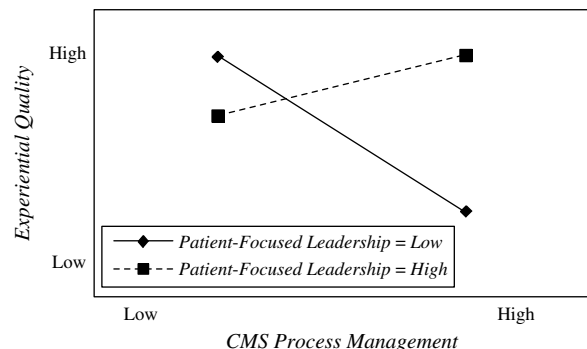 High
Experiential Quality
Low
Patient-Focused Leadership = Low
Patient-Focused Leadership = High
Low
High
CMS Process Management